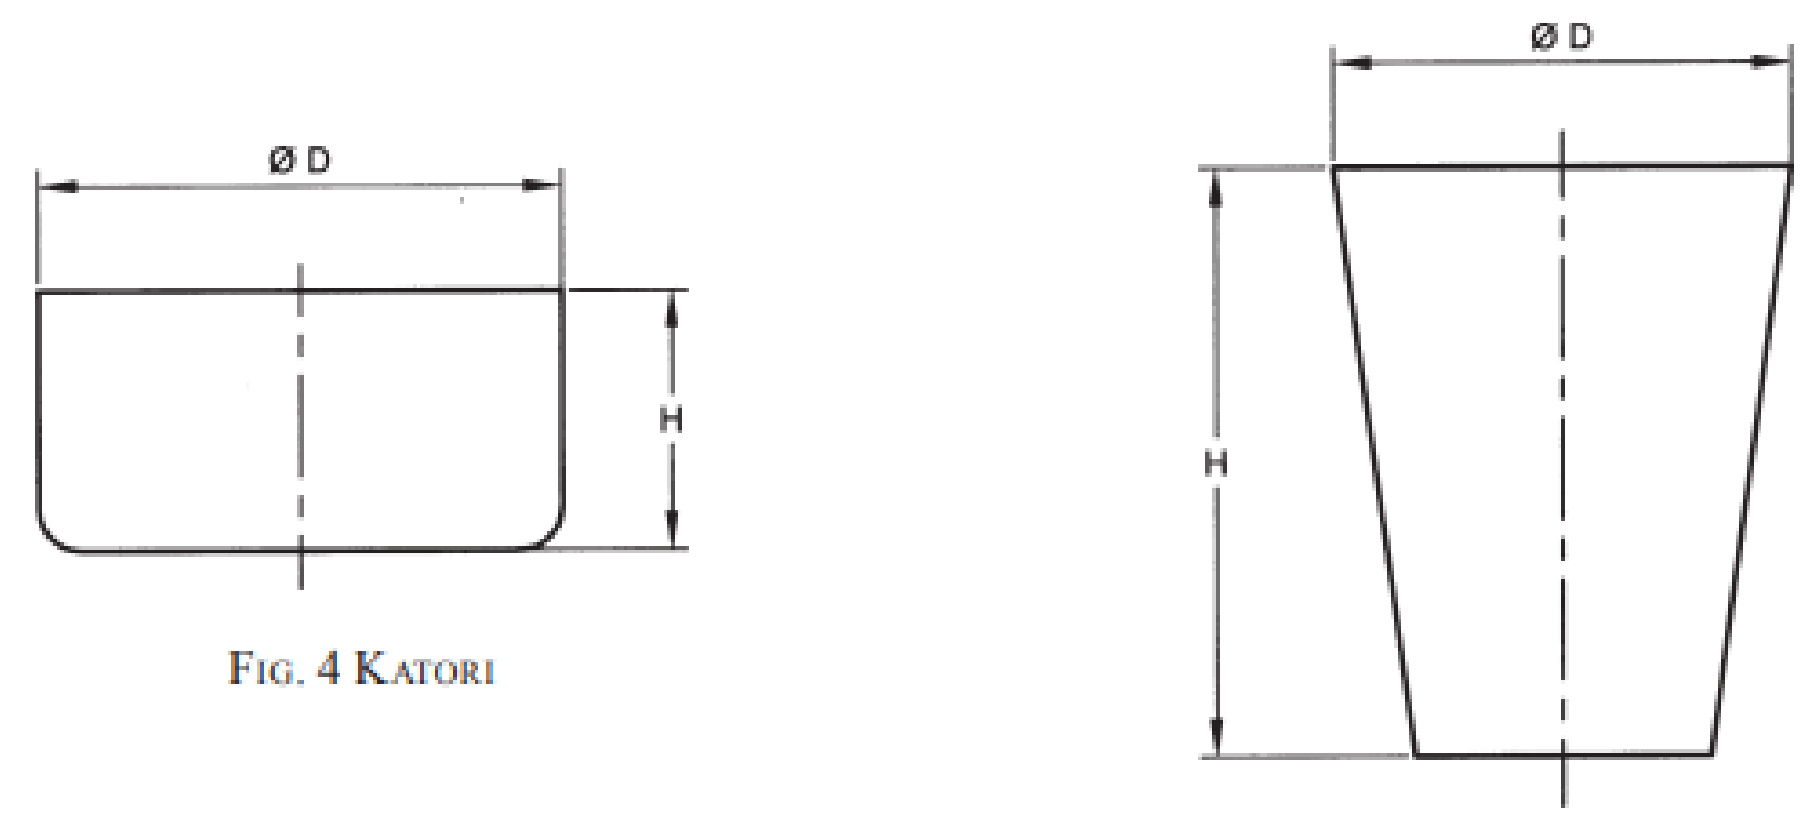 Ø D
H
FIG. 4 KATORI
Ø D
H